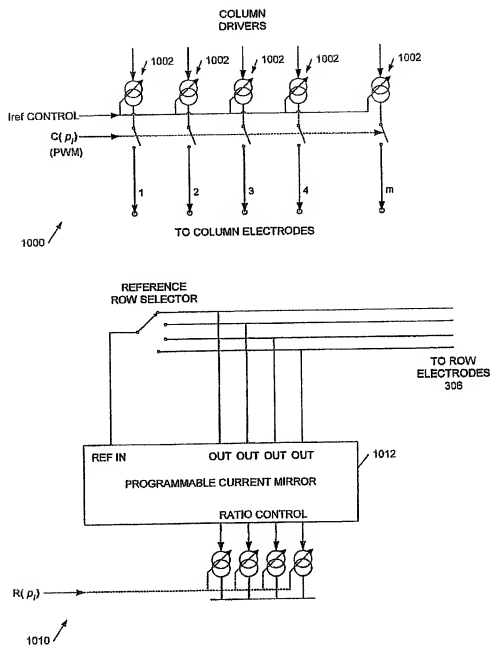 COLUMN
DRIVERS
1002 1002 1002 1002 1002
Iref CONTROL
C( pi)
(PWM)
1 2 3 4 m
TO COLUMN ELECTRODES
1000
REFERENCE
ROW SELECTOR
TO ROW
ELECTRODES
306
REF IN OUT OUT OUT OUT
1012
PROGRAMMABLE CURRENT MIRROR
RATIO CONTROL
R( pi)
1010